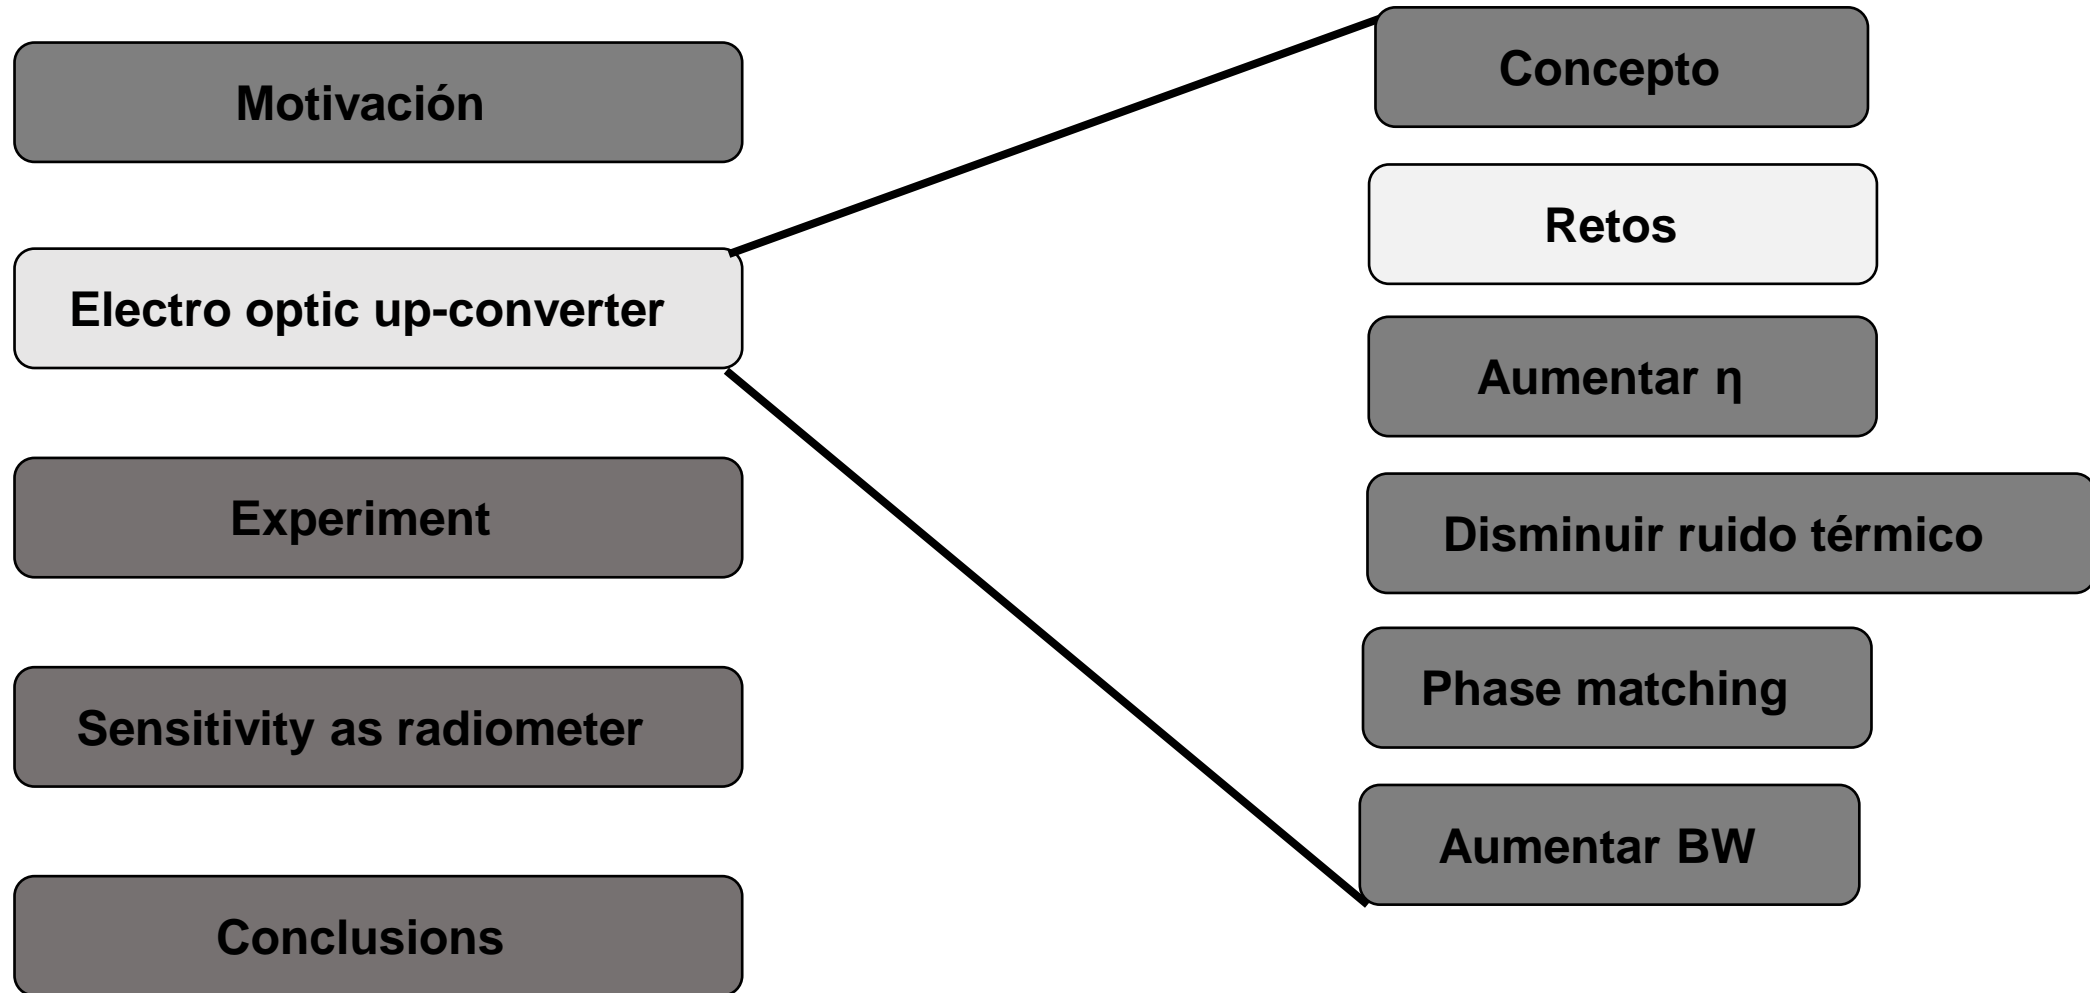 Motivación
Electro optic up-converter
Experiment
Sensitivity as radiometer
Conclusions
Concepto
Retos
Aumentar η
Disminuir ruido térmico
Phase matching
Aumentar BW